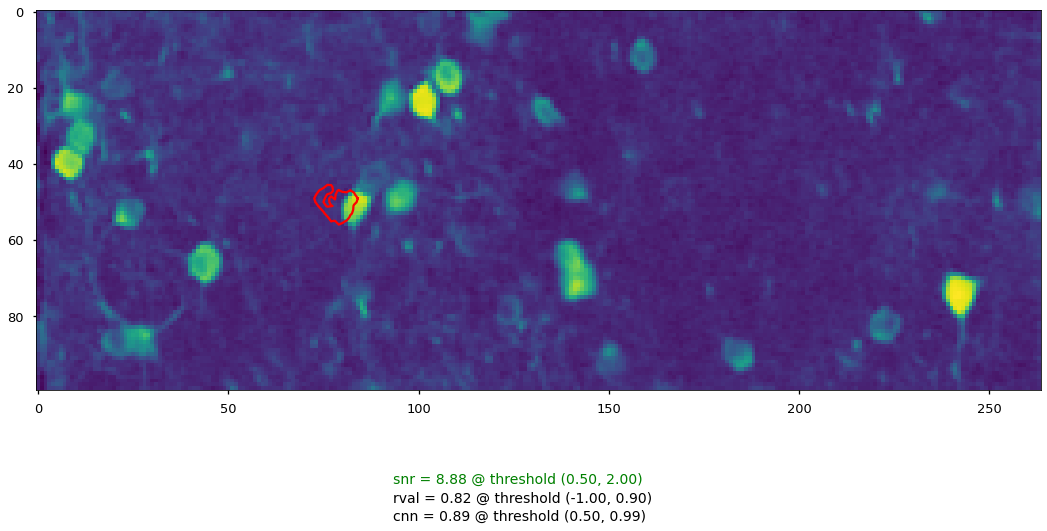 0
20
40
60
80
0 50 100 150 200 250
snr = 8.88 @ threshold (0.50, 2.00)
rval = 0.82 @ threshold (-1.00, 0.90)
cnn = 0.89 @ threshold (0.50, 0.99)